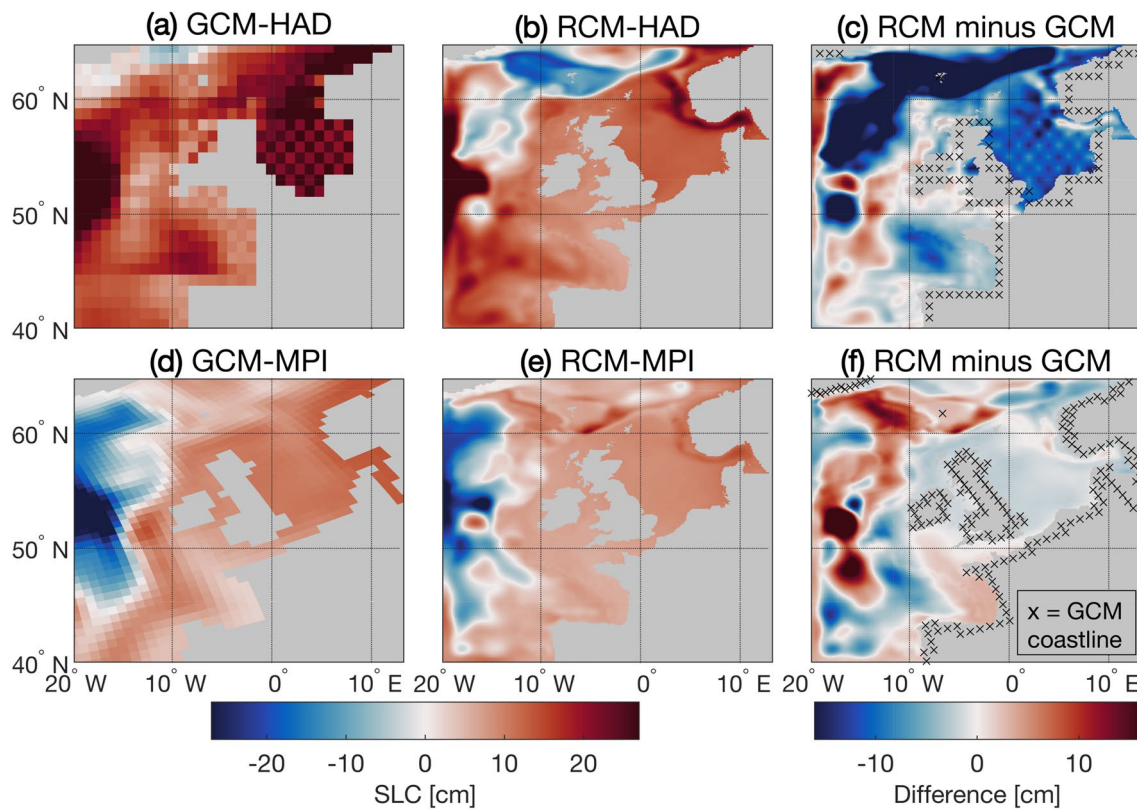 (a) GCM-HAD
(b) RCM-HAD
(c) RCM minus GCM
60° N
50° N
40° N
(d) GCM-MPI
(e) RCM-MPI
(f) RCM minus GCM
60° N
50° N
40° N
x = GCM
coastline
20° W 10° W 0° 10° E
20° W 10° W 0° 10° E
20° W 10° W 0° 10° E
-20 -10 0 10 20
SLC [cm]
-10 0 10
Difference [cm]